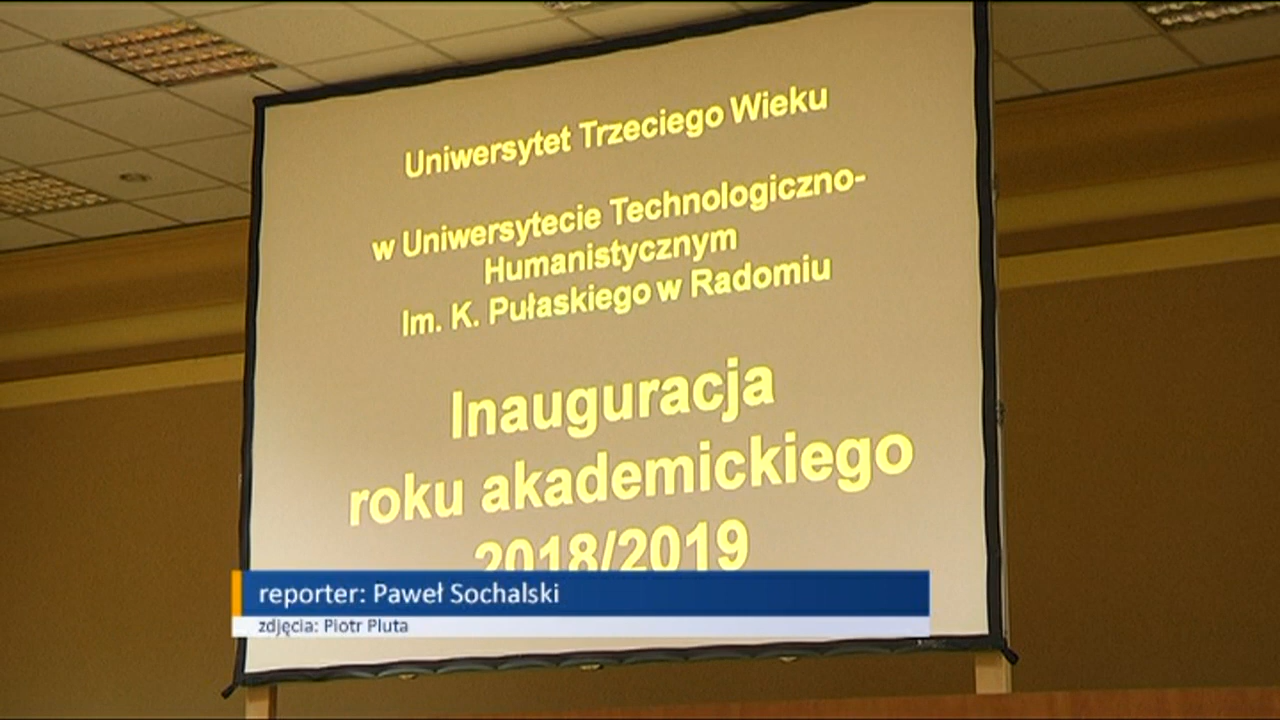 Uniwersytet Trzeciego Wieku
w Uniwersytecie Technologiczno-
Humanistycznym
Im. K. Pułaskiego w Radomiu
Inauguracja
roku akademickiego
2018/2019
reporter: Paweł Sochalski
zdjęcia: Piotr Pluta